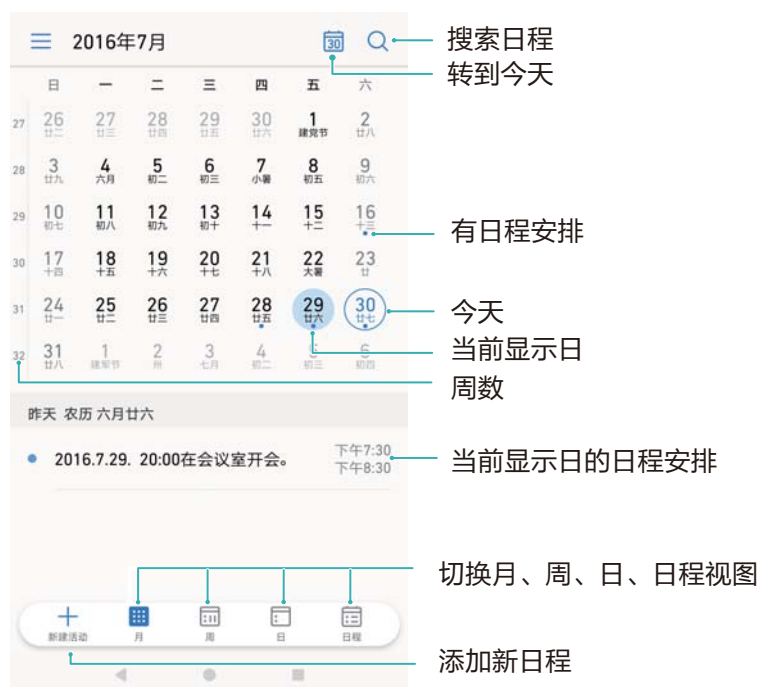 2016年7月 30 搜索日程
转到今天
日 一 二 三 四 五 六
27 26 27 28 29 30 1 2
廿二 廿三 廿四 廿五 廿六 建党节 廿八
28 3 4 5 6 7 8 9
廿九 六月 初二 初三 小暑 初五 初六
29 10 11 12 13 14 15 16
初七 初八 初九 初十 十一 十二 十三
有日程安排
30 17 18 19 20 21 22 23
十四 十五 十六 十七 十八 大暑 廿
31 24 25 26 27 28 29 30 今天
廿一 廿二 廿三 廿四 廿五 廿六 廿七
当前显示日
32 31 1 2 3 4 5 6
廿八 建军节 卅 七月 初二 初三 初四
周数
昨天 农历 六月廿六
2016.7.29. 20:00在会议室开会。 下午7:30
下午8:30
当前显示日的日程安排
切换月、周、日、日程视图
新建活动 月 周 日 日程
添加新日程